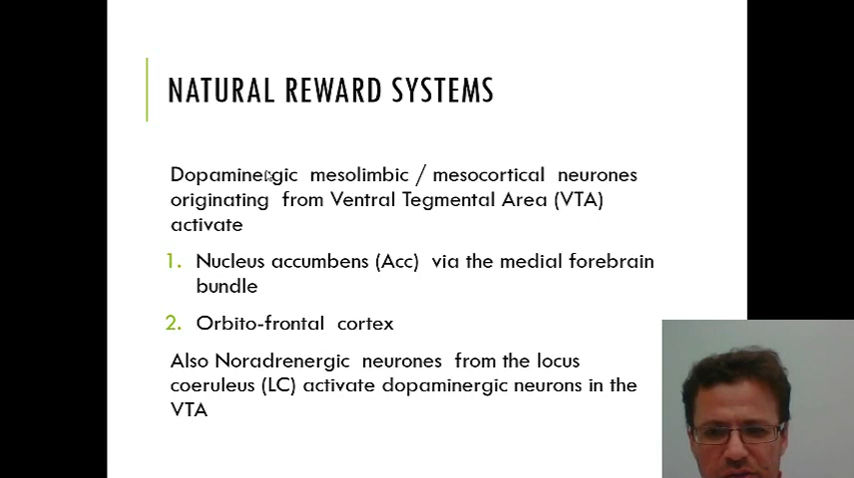 NATURAL REWARD SYSTEMS
Dopaminergic mesolimbic / mesocortical neurones
originating from Ventral Tegmental Area (VTA)
activate
1. Nucleus accumbens (Acc) via the medial forebrain
bundle
2. Orbito-frontal cortex
Also Noradrenergic neurones from the locus
coeruleus (LC) activate dopaminergic neurons in the
VTA